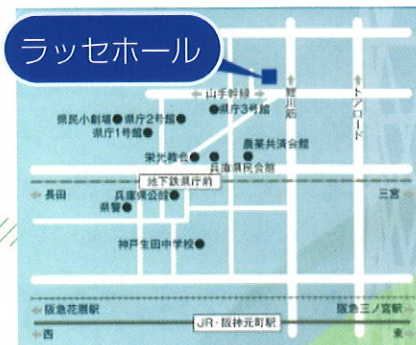 ラッセホール
←山手幹線→
●県庁3号館
鯉川筋
トアロード
県民小劇場● 県庁2号館●
県庁1号館●
農業共済会館
栄光教会●
兵庫県民会館
地下鉄県庁前
←長田
兵庫県公館●
県警●
三宮→
神戸生田中学校●
←阪急花隈駅
阪急三ノ宮駅→
JR・阪神元町駅
←西
東→